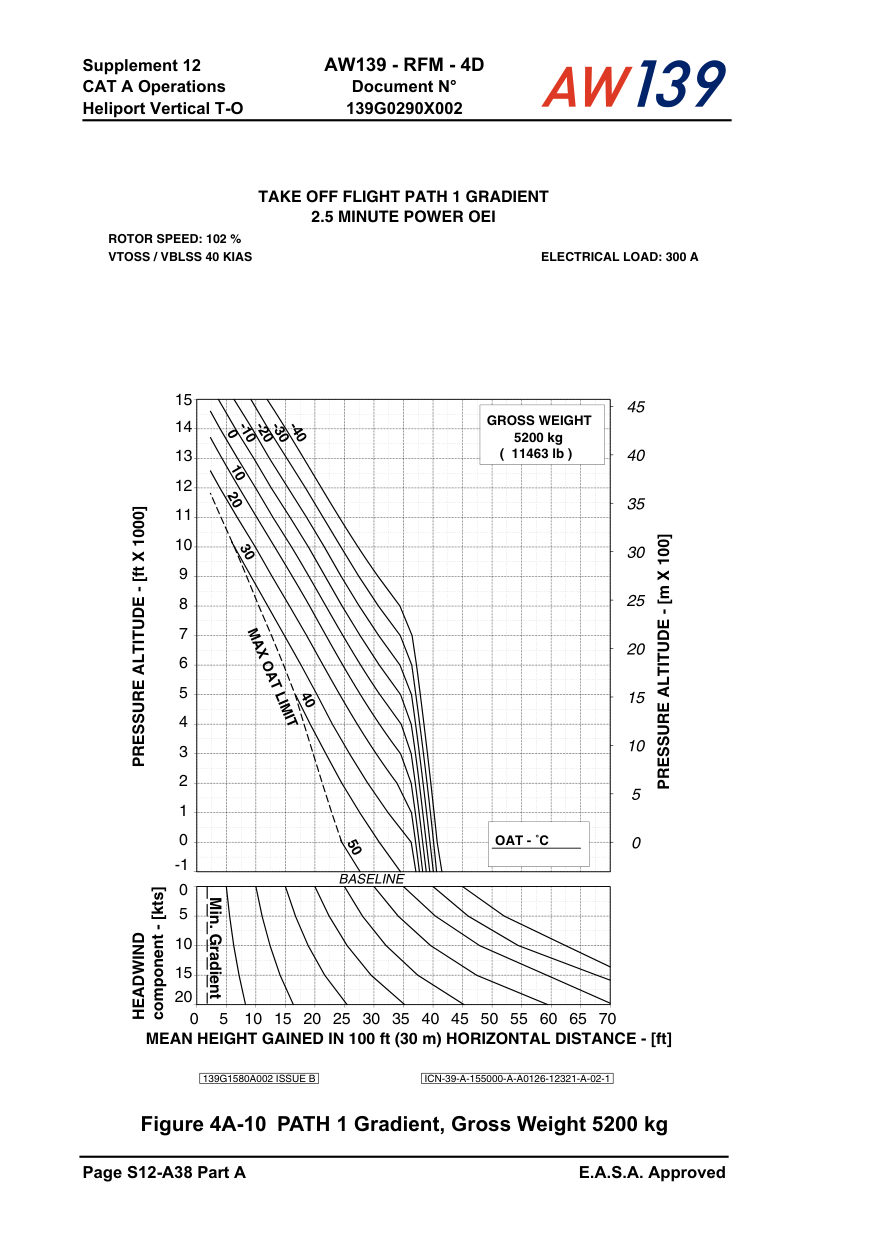 Supplement 12
CAT A Operations
Heliport Vertical T-O
AW139 - RFM - 4D
Document N°
139G0290X002
AW139
TAKE OFF FLIGHT PATH 1 GRADIENT
2.5 MINUTE POWER OEI
ROTOR SPEED: 102 %
VTOSS / VBLSS 40 KIAS
ELECTRICAL LOAD: 300 A
GROSS WEIGHT
5200 kg
( 11463 lb )
PRESSURE ALTITUDE - [ft X 1000]
15
14
13
12
11
10
9
8
7
6
5
4
3
2
1
0
-1
0
-10
-20
-30
-40
10
20
30
40
50
MAX OAT LIMIT
45
40
35
30
25
20
15
10
5
0
PRESSURE ALTITUDE - [m X 100]
OAT - °C
BASELINE
HEADWIND
component - [kts]
0
5
10
15
20
Min. Gradient
0 5 10 15 20 25 30 35 40 45 50 55 60 65 70
MEAN HEIGHT GAINED IN 100 ft (30 m) HORIZONTAL DISTANCE - [ft]
139G1580A002 ISSUE B
ICN-39-A-155000-A-A0126-12321-A-02-1
Figure 4A-10 PATH 1 Gradient, Gross Weight 5200 kg
Page S12-A38 Part A
E.A.S.A. Approved